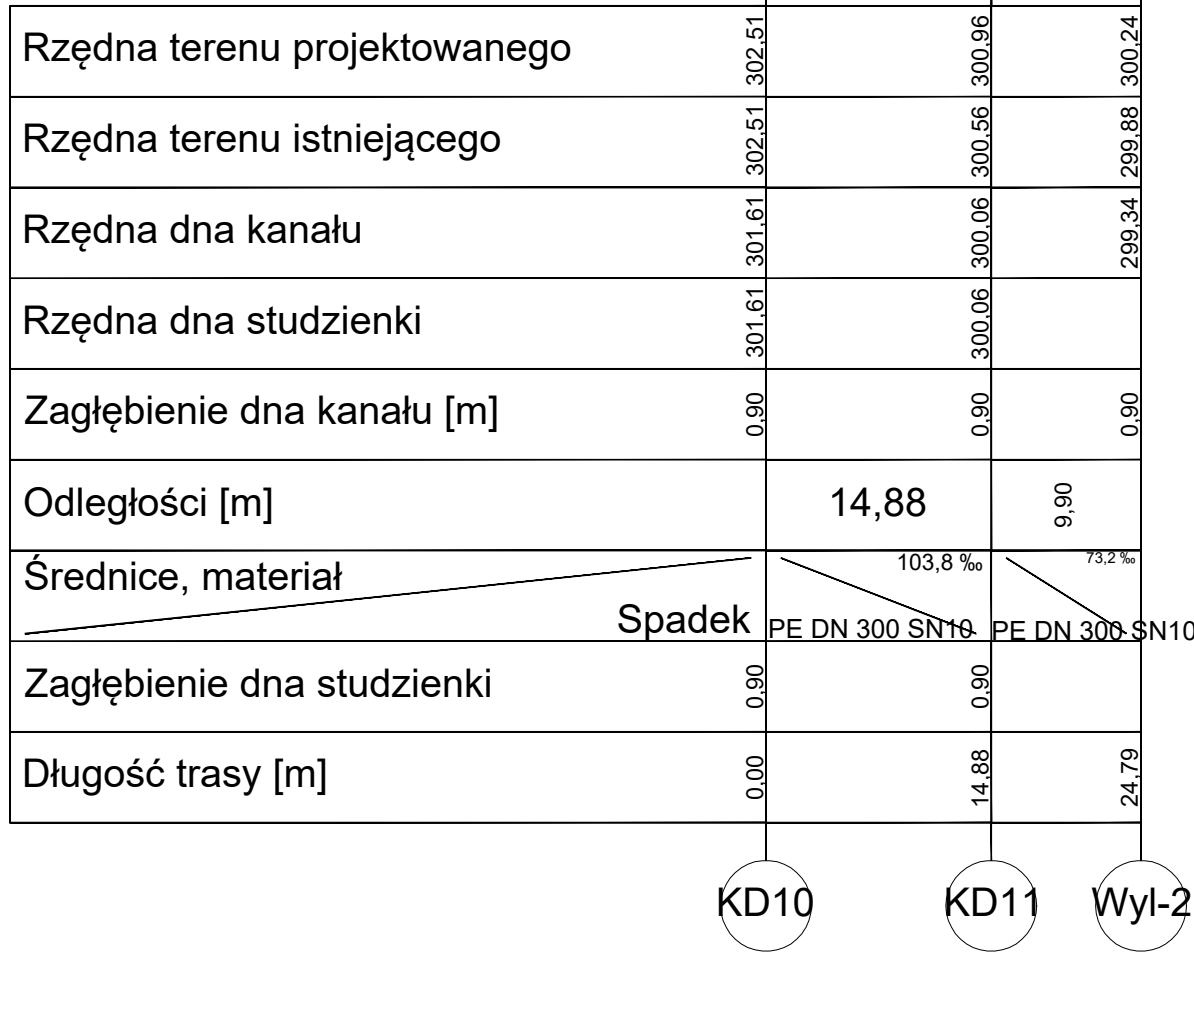 Rzędna terenu projektowanego 302,51 300,96 300,24
Rzędna terenu istniejącego 302,51 300,56 299,88
Rzędna dna kanału 301,61 300,06 299,34
Rzędna dna studzienki 301,61 300,06
Zagłębienie dna kanału [m] 0,90 0,90 0,90
Odległości [m] 14,88 9,90
Średnice, materiał 103,8 ‰ 73,2 ‰
Spadek PE DN 300 SN10 PE DN 300 SN10
Zagłębienie dna studzienki 0,90 0,90
Długość trasy [m] 0,00 14,88 24,79
KD10 KD11 Wyl-2